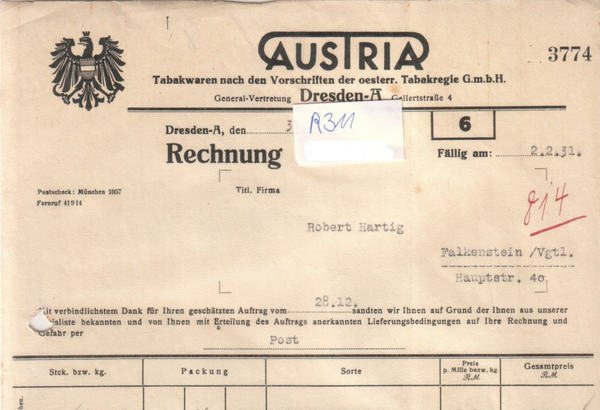 AUSTRIA
3774
Tabakwaren nach den Vorschriften der oesterr. Tabakregie G.m.b.H.
General-Vertretung Dresden-A Gellertstraße 4
Dresden-A, den 3
R311
6
Rechnung
Fällig am: 2.2.31.
Postscheck: München 1057
Fernruf 41914
Titl. Firma
814
Robert Hartig
Falkenstein /Vgtl.
Hauptstr. 40
Mit verbindlichstem Dank für Ihren geschätzten Auftrag vom 28.12. sandten wir Ihnen auf Grund der Ihnen aus unserer
liste bekannten und von Ihnen mit Erteilung des Auftrags anerkannten Lieferungsbedingungen auf Ihre Rechnung und
Gefahr per Post
Stck. bzw. kg. Packung Sorte Preis p. Mille bezw. kg RM Gesamtpreis RM